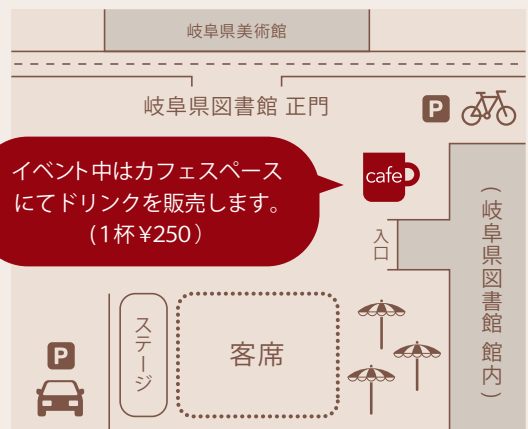 岐阜県美術館
岐阜県図書館 正門
P
イベント中はカフェスペース
にてドリンクを販売します。
(1杯¥250)
cafe
入口
(岐阜県図書館 館内)
ステージ
客席
P